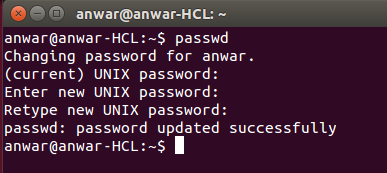 anwar@anwar-HCL: ~
anwar@anwar-HCL:~$ passwd
Changing password for anwar.
(current) UNIX password:
Enter new UNIX password:
Retype new UNIX password:
passwd: password updated successfully
anwar@anwar-HCL:~$